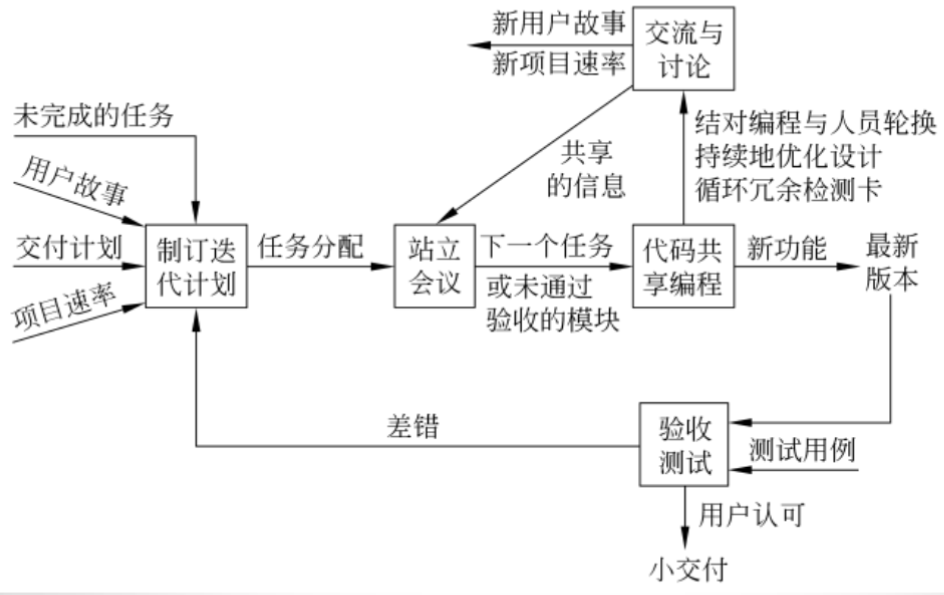 新用户故事
新项目速率
交流与
讨论
未完成的任务
用户故事
交付计划
项目速率
制订迭
代计划
任务分配
共享
的信息
结对编程与人员轮换
持续地优化设计
循环冗余检测卡
站立
会议
下一个任务
或未通过
验收的模块
代码共
享编程
新功能
最新
版本
差错
验收
测试
测试用例
用户认可
小交付